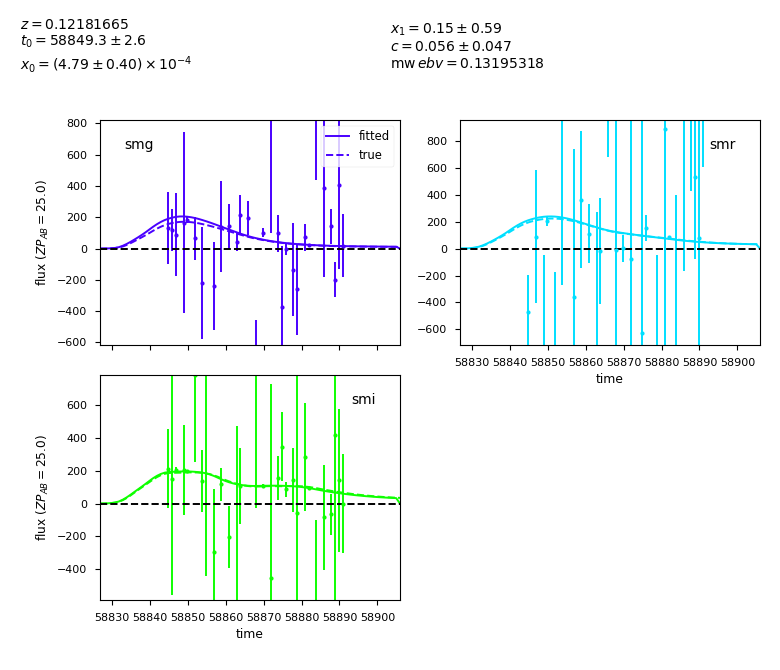 z = 0.12181665
t₀ = 58849.3 ± 2.6
x₀ = (4.79 ± 0.40) × 10⁻⁴
x₁ = 0.15 ± 0.59
c = 0.056 ± 0.047
mw ebv = 0.13195318
smg
fitted
true
800
600
400
200
0
−200
−400
−600
flux (ZP_AB = 25.0)
smr
800
600
400
200
0
−200
−400
−600
58830 58840 58850 58860 58870 58880 58890 58900
time
smi
600
400
200
0
−200
−400
flux (ZP_AB = 25.0)
58830 58840 58850 58860 58870 58880 58890 58900
time